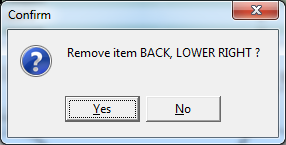 Confirm
Remove item BACK, LOWER RIGHT ?
Yes
No